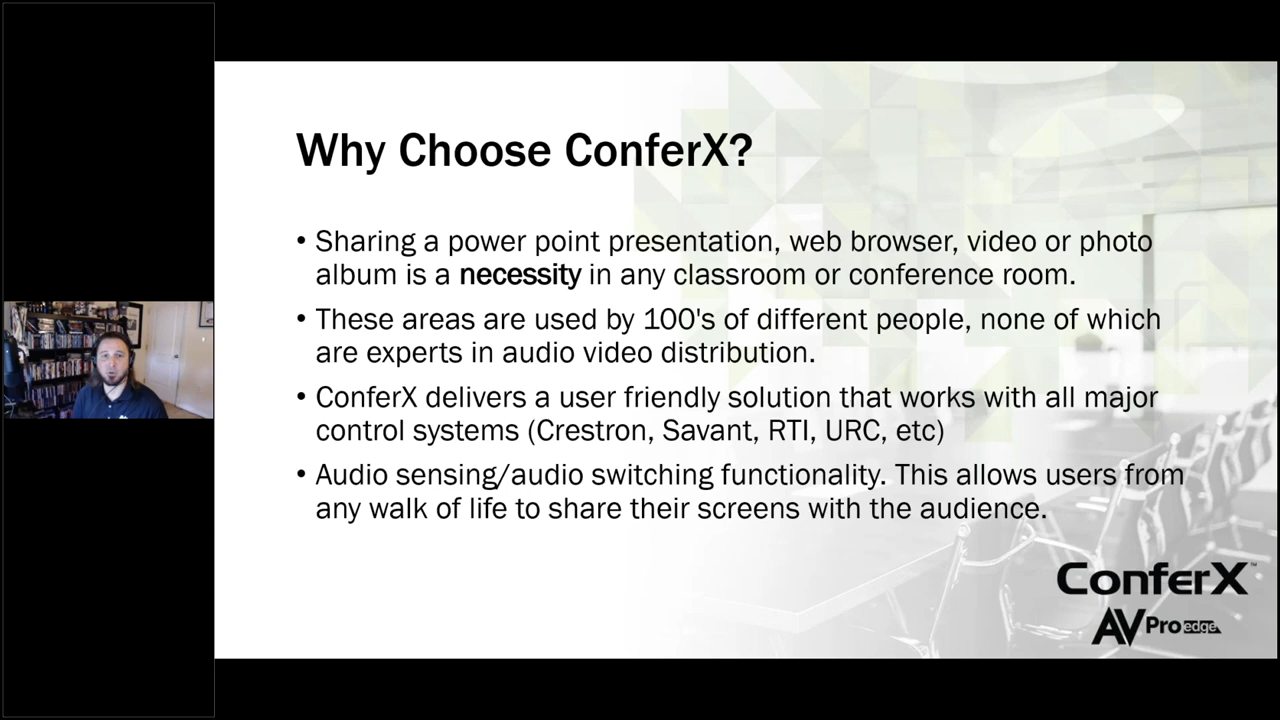 Why Choose ConferX?
• Sharing a power point presentation, web browser, video or photo
album is a necessity in any classroom or conference room.
• These areas are used by 100's of different people, none of which
are experts in audio video distribution.
• ConferX delivers a user friendly solution that works with all major
control systems (Crestron, Savant, RTI, URC, etc)
• Audio sensing/audio switching functionality. This allows users from
any walk of life to share their screens with the audience.
ConferX™
AVPro edge